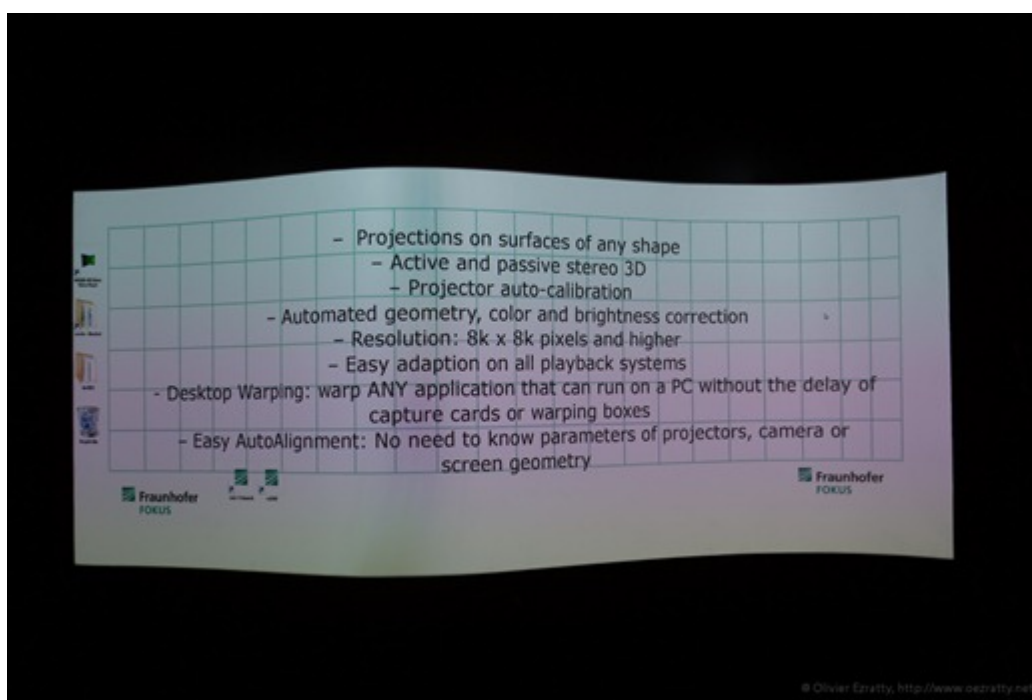 – Projections on surfaces of any shape
– Active and passive stereo 3D
– Projector auto-calibration
– Automated geometry, color and brightness correction
– Resolution: 8k x 8k pixels and higher
– Easy adaption on all playback systems
- Desktop Warping: warp ANY application that can run on a PC without the delay of
capture cards or warping boxes
– Easy AutoAlignment: No need to know parameters of projectors, camera or
screen geometry
Fraunhofer
FOKUS
Fraunhofer
FOKUS
© Olivier Ezratty, http://www.oezratty.net